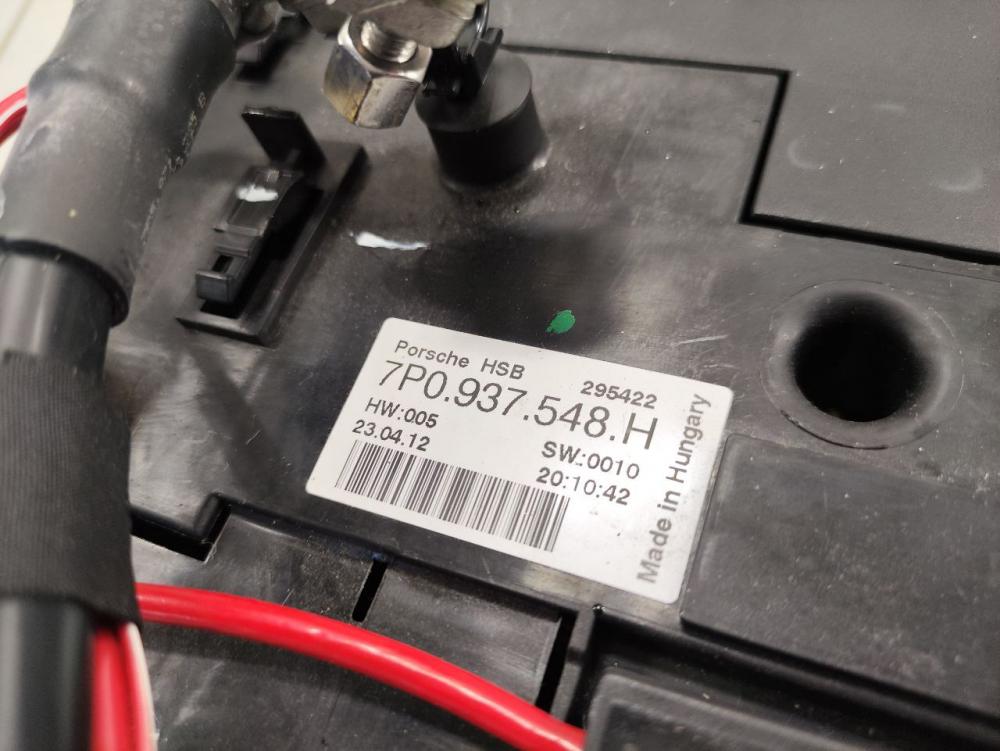 Porsche HSB
295422
7P0.937.548.H
HW:005
SW:0010
23.04.12
20:10:42
Made in Hungary